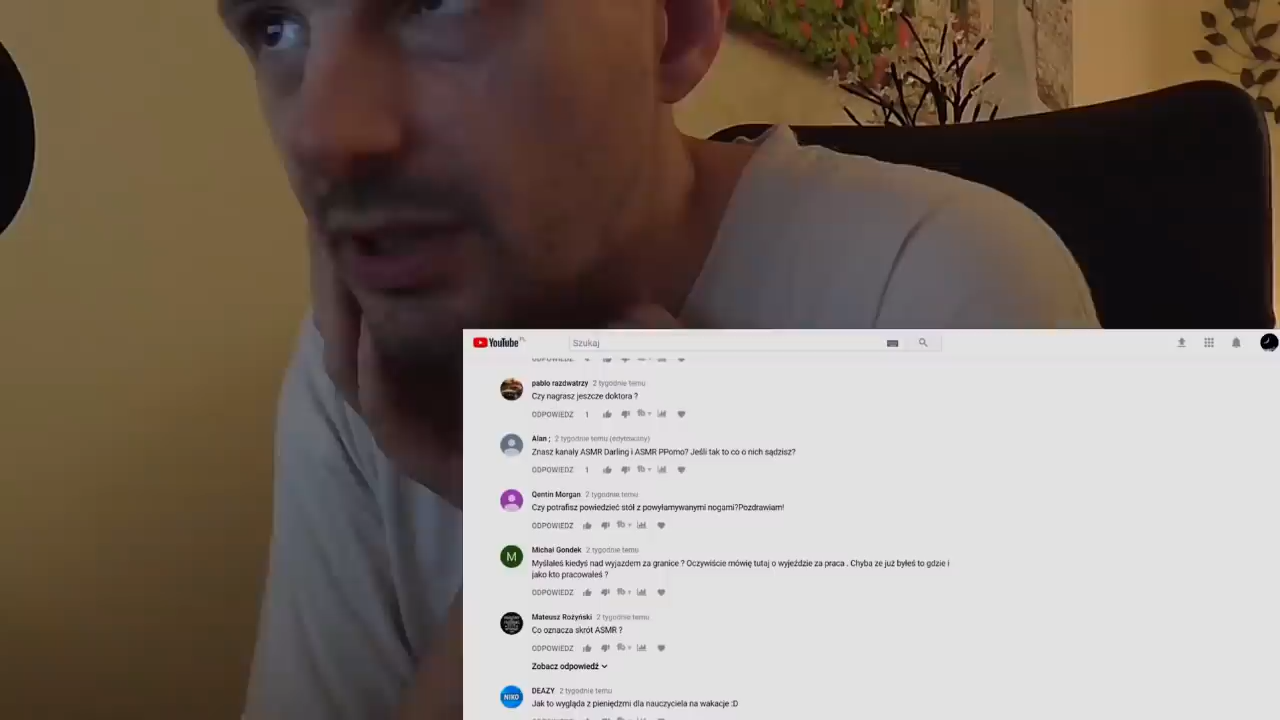 YouTube PL
Szukaj
ODPOWIEDZ
pablo razdwatrzy 2 tygodnie temu
Czy nagrasz jeszcze doktora ?
ODPOWIEDZ 1
Alan ; 2 tygodnie temu (edytowany)
Znasz kanały ASMR Darling i ASMR PPomo? Jeśli tak to co o nich sądzisz?
ODPOWIEDZ 1
Qentin Morgan 2 tygodnie temu
Czy potrafisz powiedzieć stół z powyłamywanymi nogami?Pozdrawiam!
ODPOWIEDZ
M
Michał Gondek 2 tygodnie temu
Myślałeś kiedyś nad wyjazdem za granice ? Oczywiście mówię tutaj o wyjeździe za praca . Chyba ze już byłeś to gdzie i
jako kto pracowałeś ?
ODPOWIEDZ
Mateusz Rożyński 2 tygodnie temu
Co oznacza skrót ASMR ?
ODPOWIEDZ
Zobacz odpowiedź
NIKO
DEAZY 2 tygodnie temu
Jak to wygląda z pieniędzmi dla nauczyciela na wakacje :D